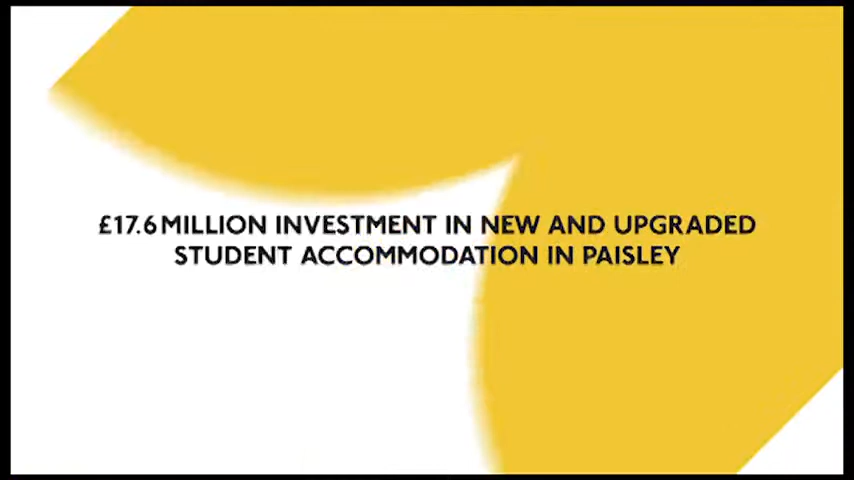 £17.6 MILLION INVESTMENT IN NEW AND UPGRADED
STUDENT ACCOMMODATION IN PAISLEY